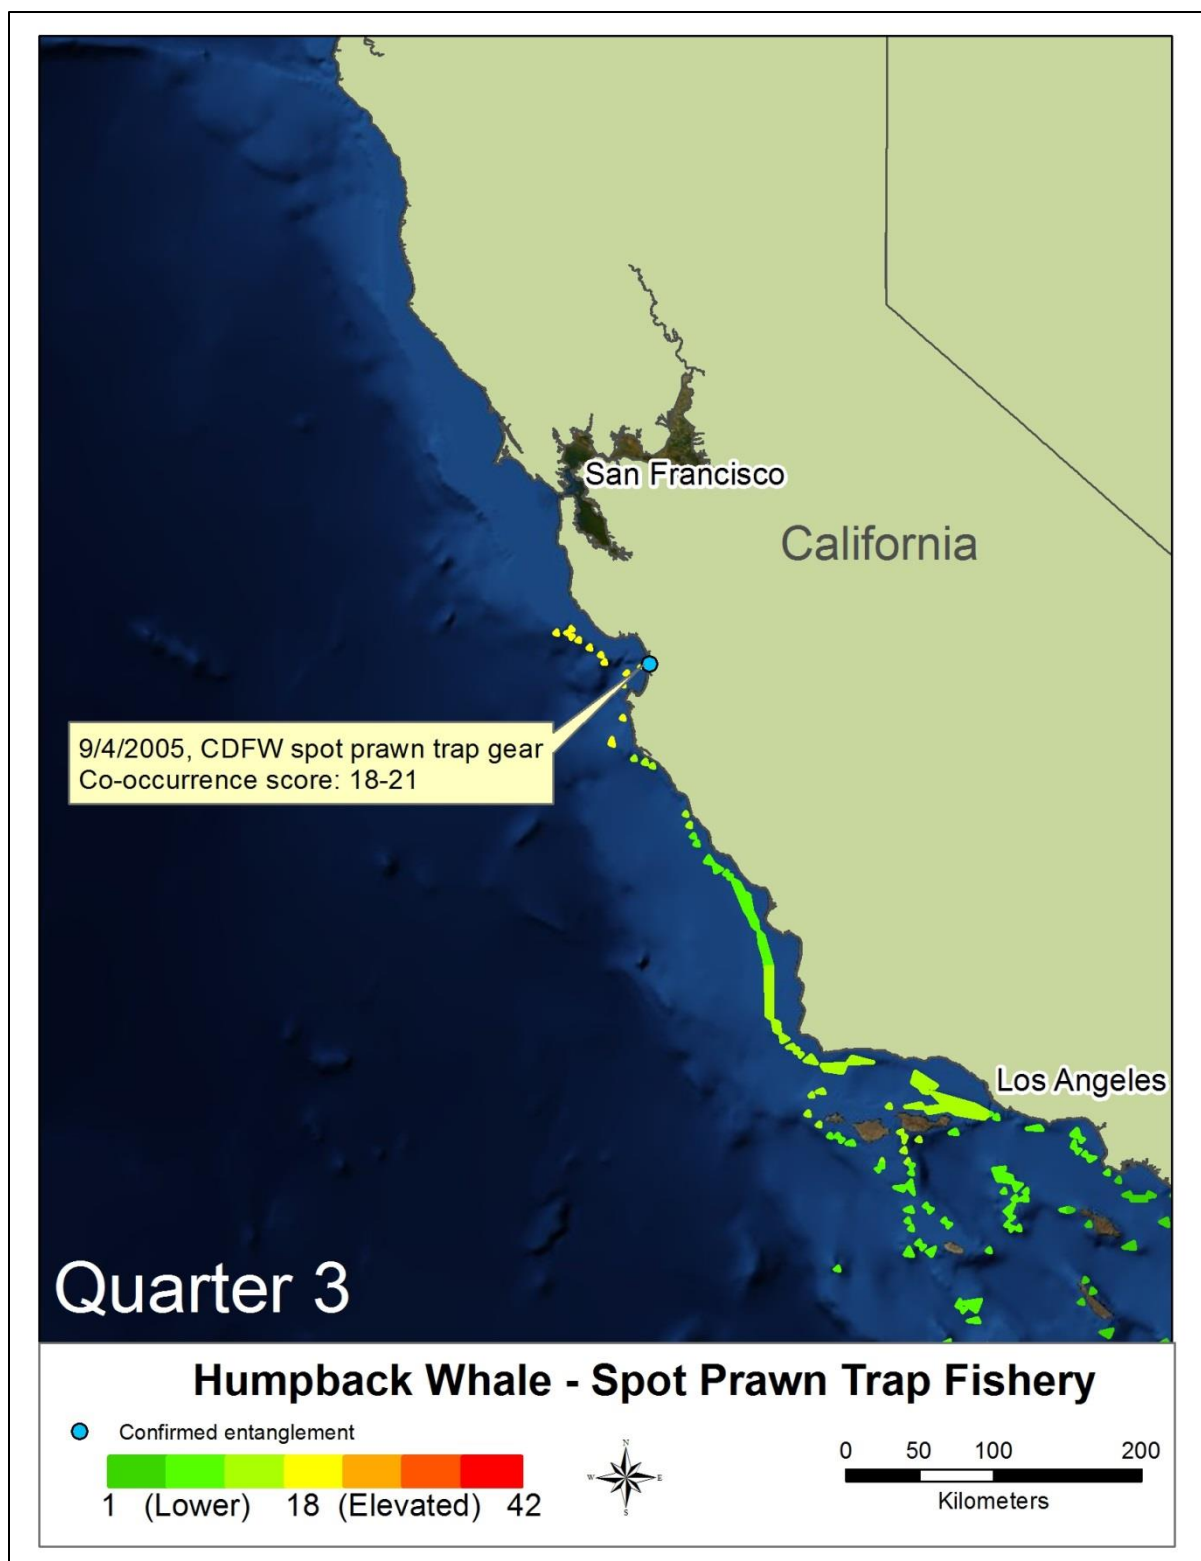 San Francisco
California
9/4/2005, CDFW spot prawn trap gear
Co-occurrence score: 18-21
Los Angeles
Quarter 3
Humpback Whale - Spot Prawn Trap Fishery
Confirmed entanglement
1 (Lower) 18 (Elevated) 42
N
W E
S
0 50 100 200
Kilometers